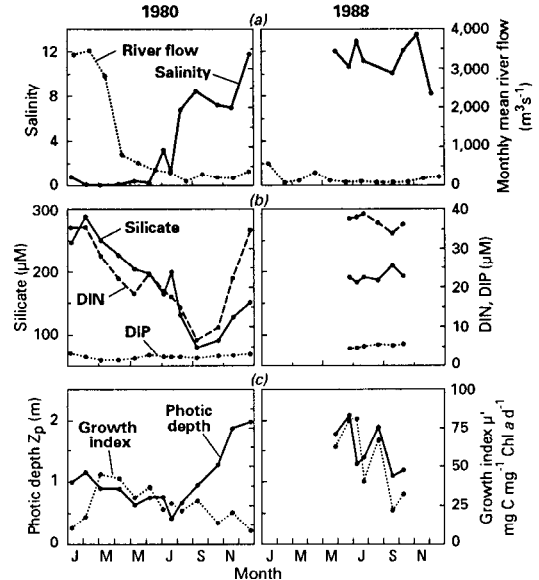 1980
(a)
1988
12
8
4
0
Salinity
River flow
Salinity
4,000
3,000
2,000
1,000
0
Monthly mean river flow
(m³s⁻¹)
(b)
300
200
100
Silicate (µM)
Silicate
DIN
DIP
40
30
20
10
0
DIN, DIP (µM)
(c)
2
1
0
Photic depth Zp (m)
Growth
index
Photic
depth
100
75
50
25
0
Growth index µ'
mg C mg⁻¹ Chl a d⁻¹
J M M J S N J M M J S N
Month